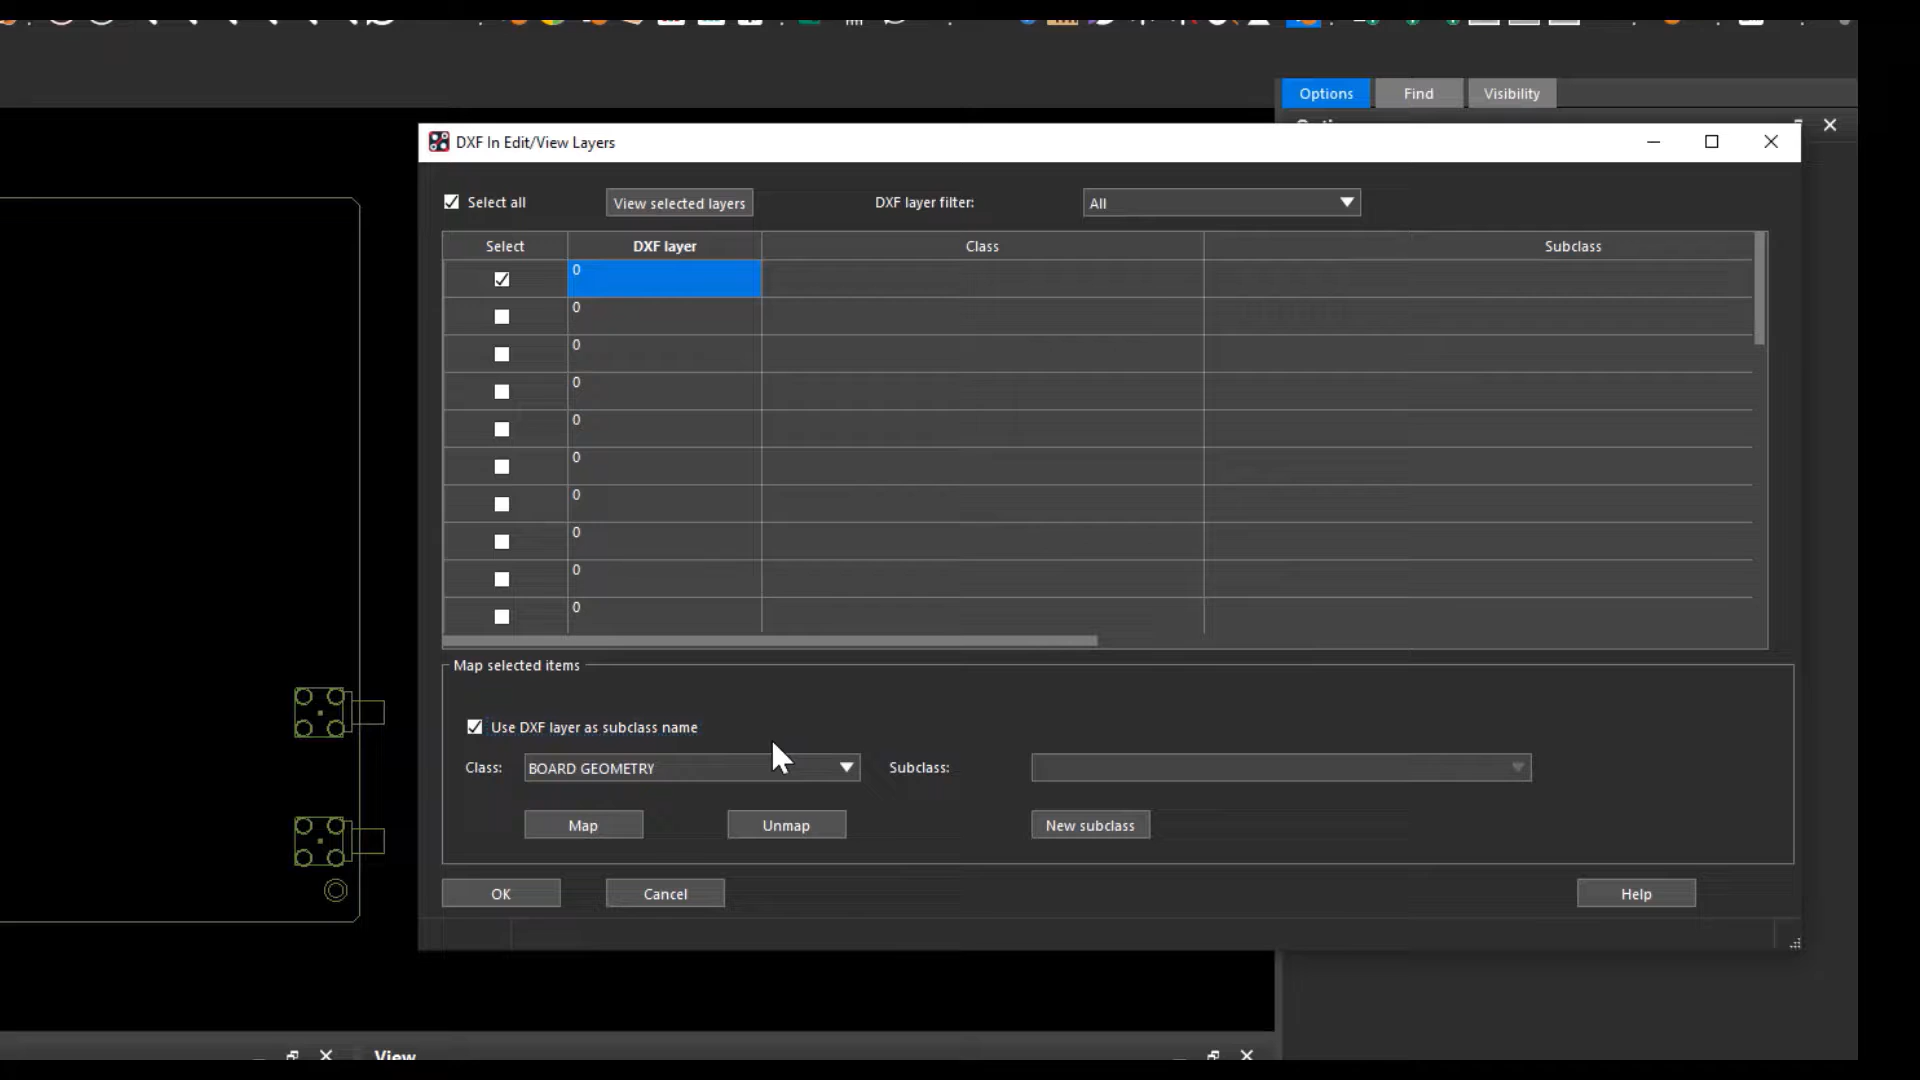 Options Find Visibility
DXF In Edit/View Layers
Select all View selected layers DXF layer filter: All
Select DXF layer Class Subclass
0
0
0
0
0
0
0
0
0
0
Map selected items
Use DXF layer as subclass name
Class: BOARD GEOMETRY Subclass:
Map Unmap New subclass
OK Cancel Help
View